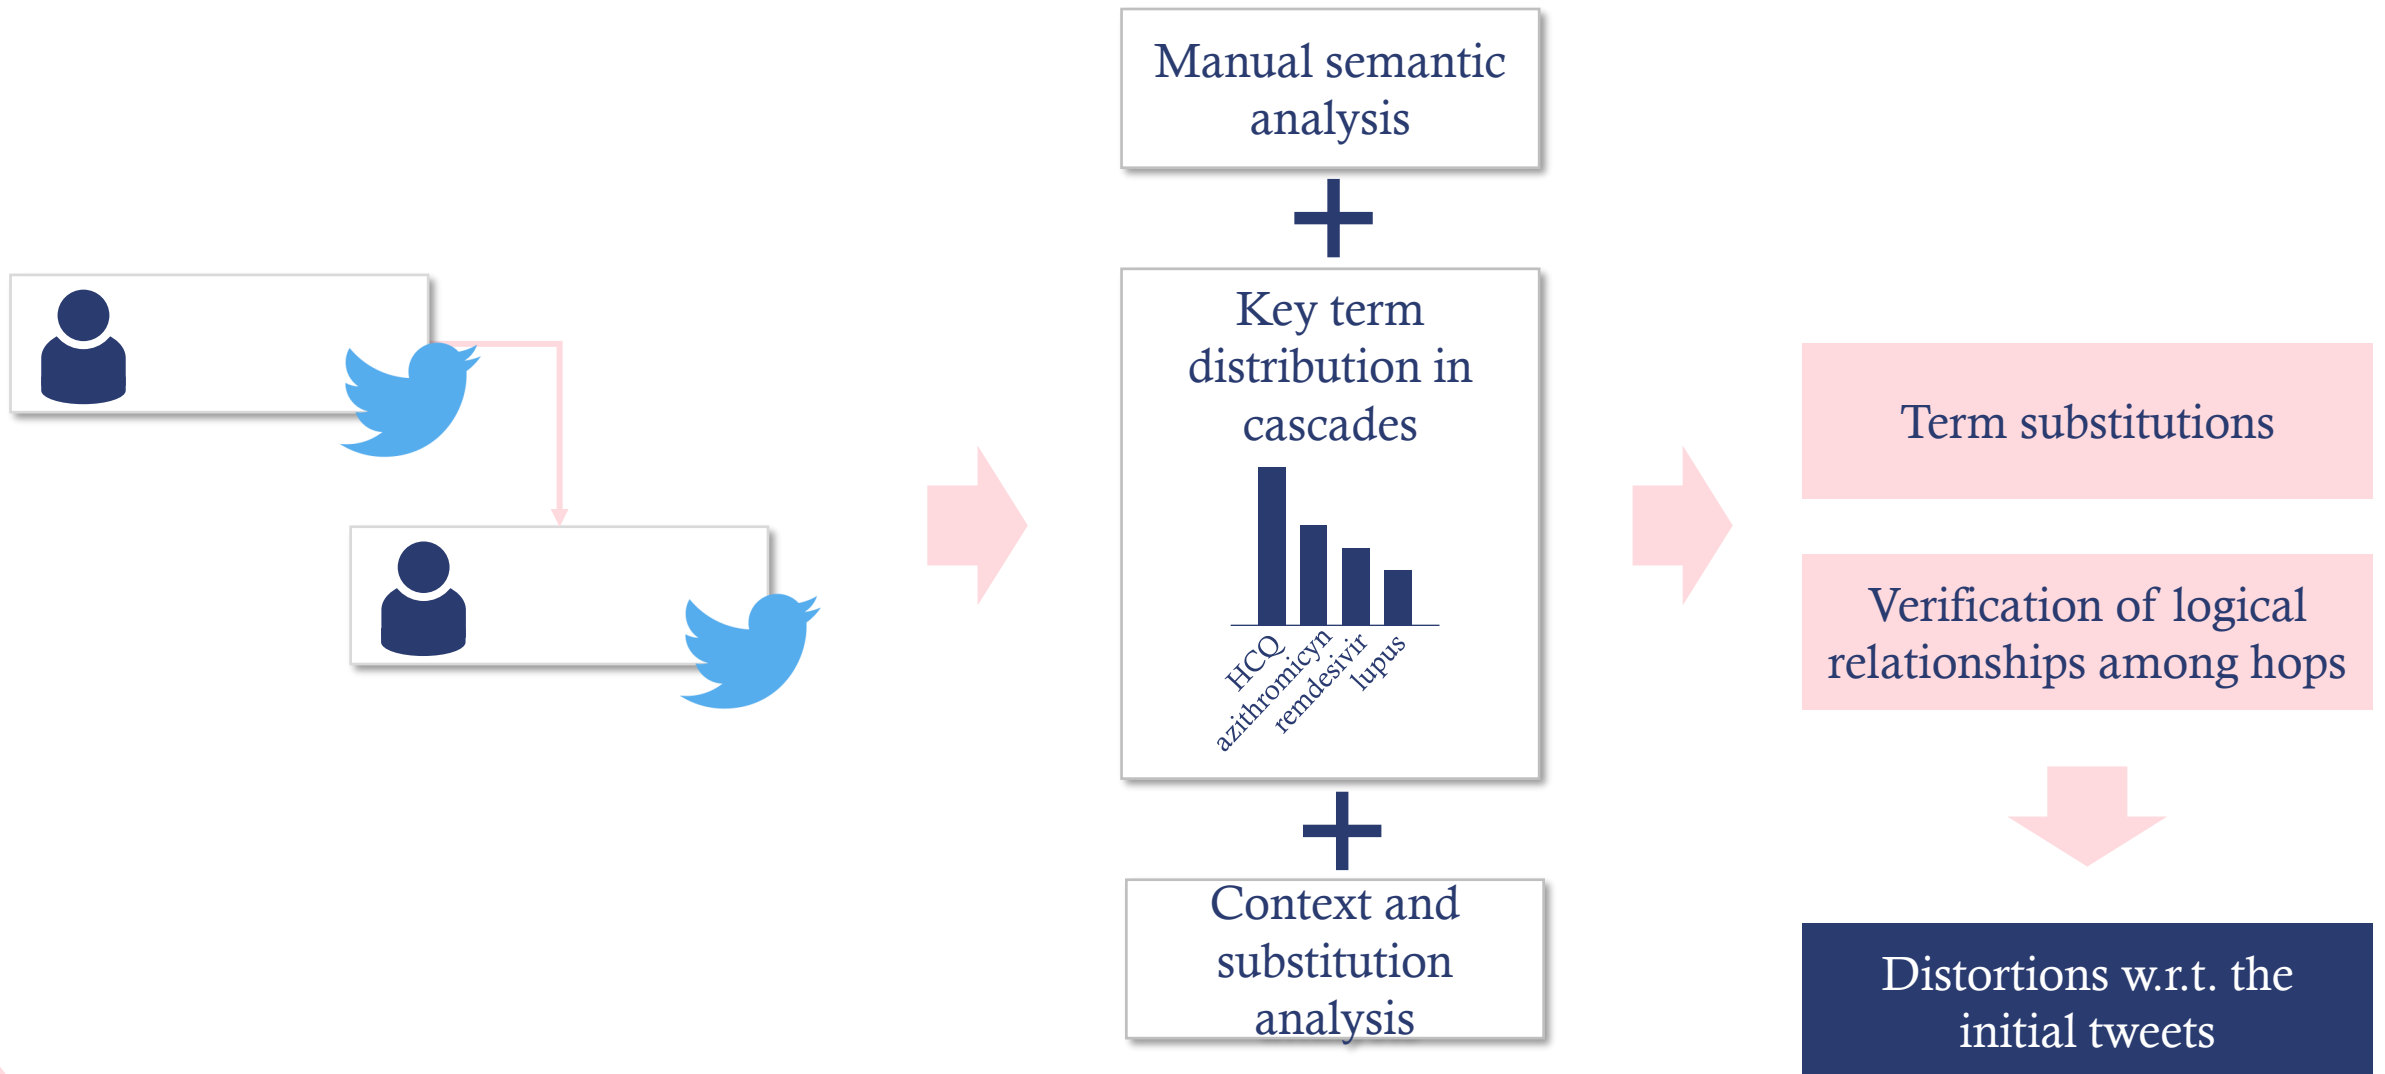 Manual semantic
analysis
Key term
distribution in
cascades
HCQ
azithromicyn
remdesivir
lupus
Context and
substitution
analysis
Term substitutions
Verification of logical
relationships among hops
Distortions w.r.t. the
initial tweets